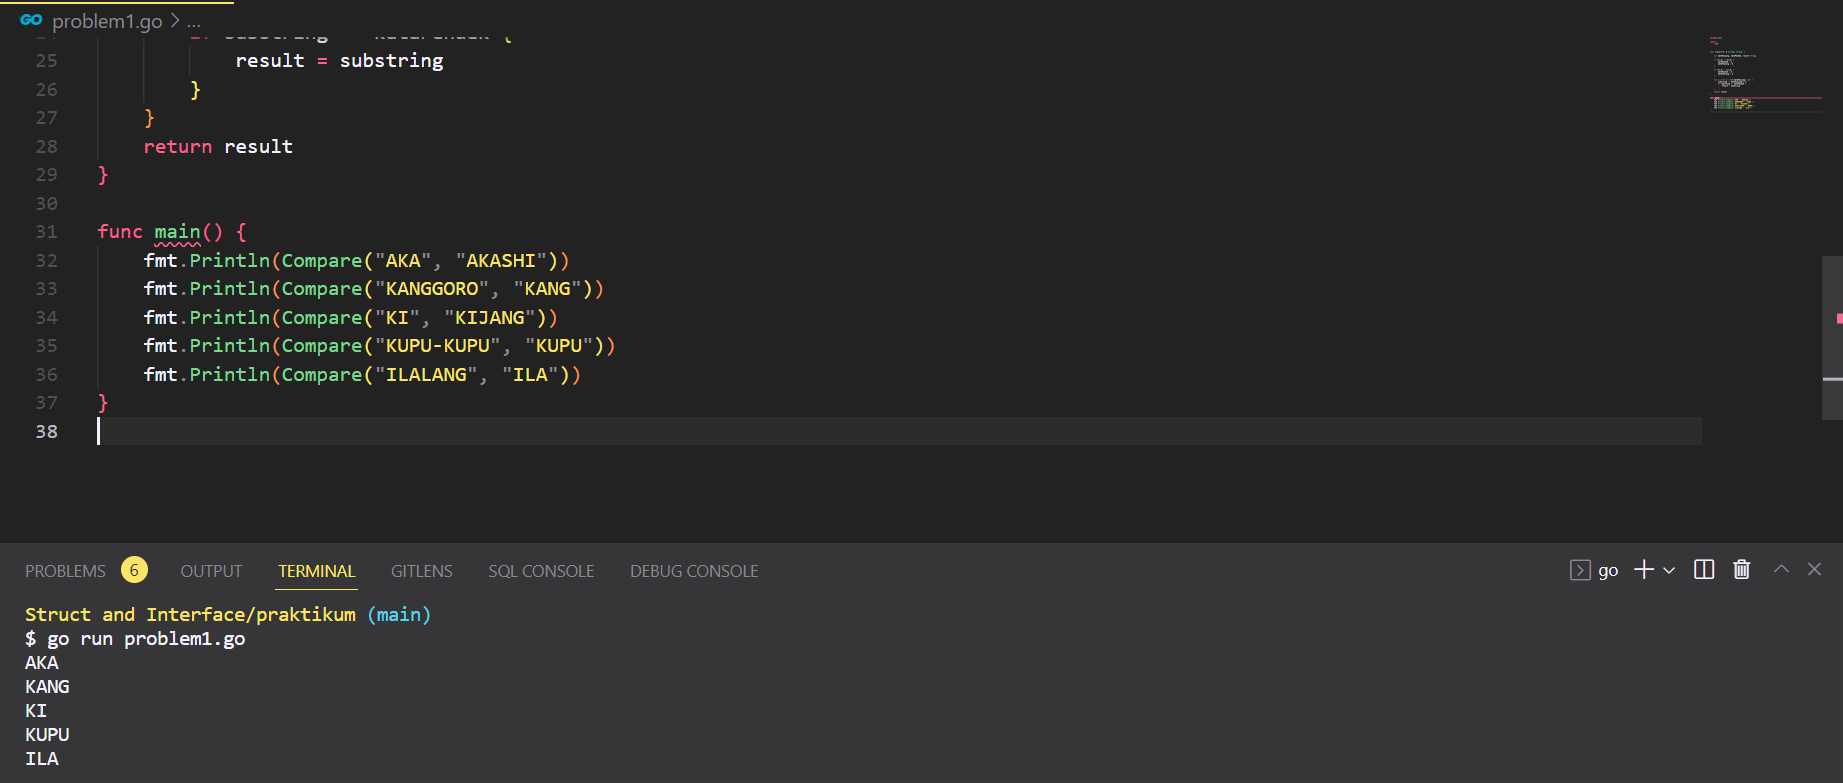 GO problem1.go > ...
25 result = substring
26 }
27 }
28 return result
29 }
30
31 func main() {
32 fmt.Println(Compare("AKA", "AKASHI"))
33 fmt.Println(Compare("KANGGORO", "KANG"))
34 fmt.Println(Compare("KI", "KIJANG"))
35 fmt.Println(Compare("KUPU-KUPU", "KUPU"))
36 fmt.Println(Compare("ILALANG", "ILA"))
37 }
38
PROBLEMS 6 OUTPUT TERMINAL GITLENS SQL CONSOLE DEBUG CONSOLE go
Struct and Interface/praktikum (main)
$ go run problem1.go
AKA
KANG
KI
KUPU
ILA